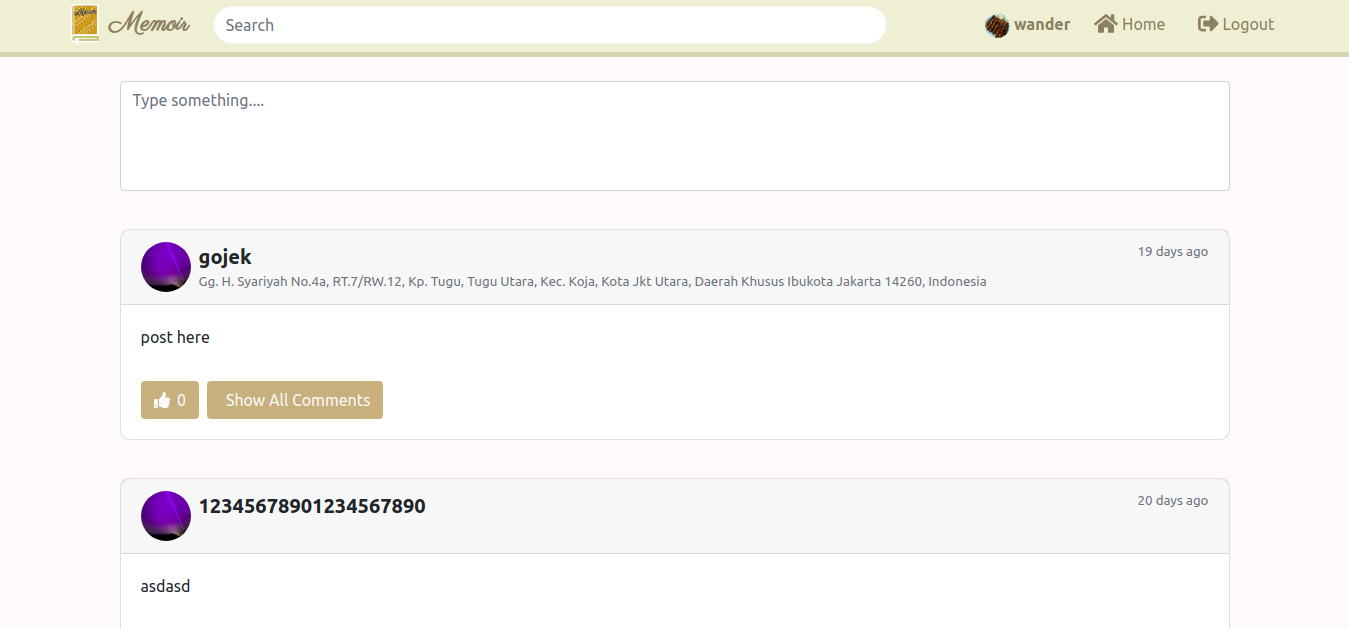 Memoir
Search
wander
Home
Logout
Type something....
gojek
19 days ago
Gg. H. Syariyah No.4a, RT.7/RW.12, Kp. Tugu, Tugu Utara, Kec. Koja, Kota Jkt Utara, Daerah Khusus Ibukota Jakarta 14260, Indonesia
post here
0
Show All Comments
12345678901234567890
20 days ago
asdasd